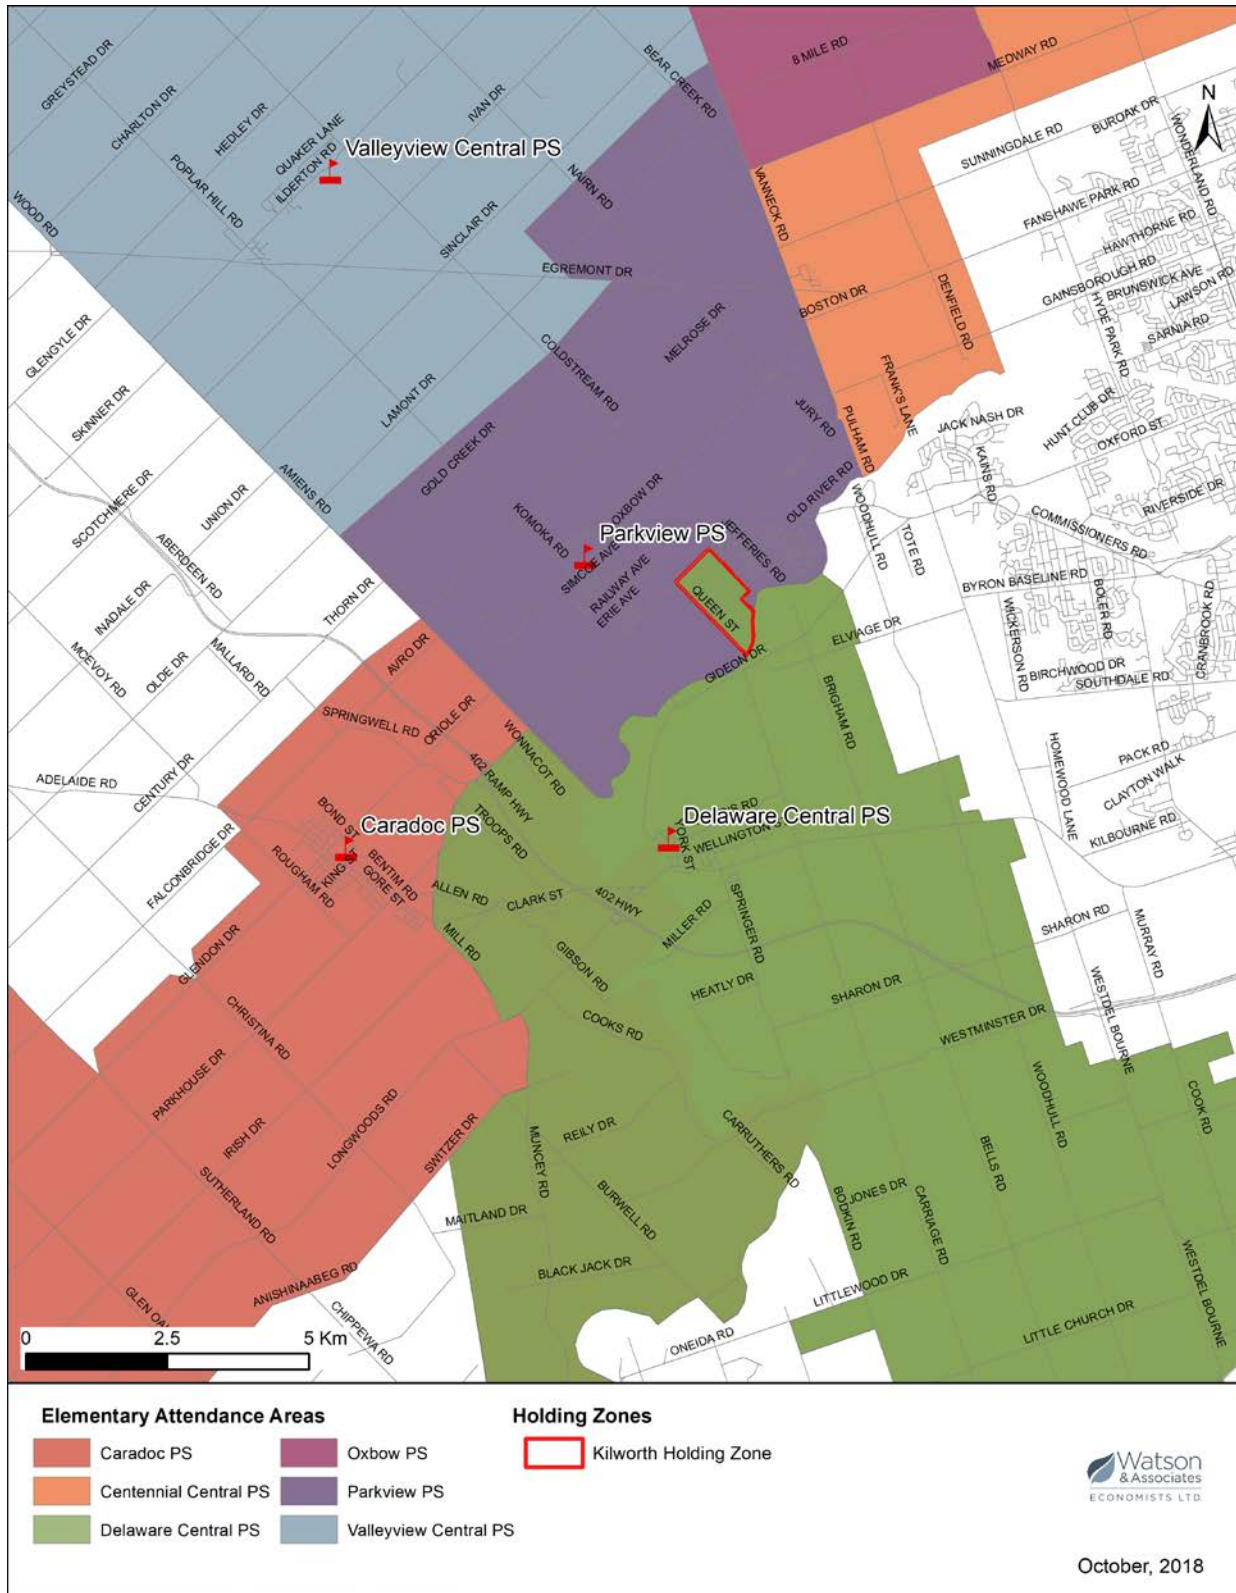 GREYSTEAD DR
CHARLTON DR
HEDLEY DR
QUAKER LANE
ILDERTON RD
POPLAR HILL RD
WOOD RD
IVAN DR
BEAR CREEK RD
8 MILE RD
MEDWAY RD
N
Valleyview Central PS
SINCLAIR DR
NAIRN RD
EGREMONT DR
VANNECK RD
SUNNINGDALE RD
BUROAK DR
WONDERLAND RD
FANSHAWE PARK RD
HAWTHORNE RD
GAINSBOROUGH RD
BRUNSWICK AVE
LAWSON RD
SARNIA RD
HYDE PARK RD
BOSTON DR
DENFIELD RD
GLENGYLE DR
SKINNER DR
SCOTCHMERE DR
UNION DR
LAMONT DR
COLDSTREAM RD
MELROSE DR
GOLD CREEK DR
AMIENS RD
JURY RD
PULHAM RD
FRANK'S LANE
JACK NASH DR
KAINS RD
HUNT CLUB DR
OXFORD ST
RIVERSIDE DR
COMMISSIONERS RD
OLD RIVER RD
WOODHULL RD
TOTE RD
KOMOKA RD
OXBOW DR
Parkview PS
SIMCOE AVE
RAILWAY AVE
ERIE AVE
JEFFERIES RD
QUEEN ST
GIDEON DR
BYRON BASELINE RD
BOLER RD
WICKERSON RD
CRANBROOK RD
ELVIAGE DR
BIRCHWOOD DR
SOUTHDALE RD
BRIGHAM RD
ABERDEEN RD
INADALE DR
THORN DR
MCEVOY RD
OLDE DR
MALLARD RD
AVRO DR
SPRINGWELL RD
ORIOLE DR
WONNACOT RD
402 RAMP HWY
TROOPS RD
ADELAIDE RD
CENTURY DR
FALCONBRIDGE DR
BOND ST
Caradoc PS
ROUGHAM RD
KING ST
BENTIM RD
GORE ST
ALLEN RD
CLARK ST
402 HWY
Delaware Central PS
YORK ST
MILLER RD
SPRINGER RD
HOMEWOOD LANE
PACK RD
CLAYTON WALK
KILBOURNE RD
SHARON RD
MURRAY RD
WESTDEL BOURNE
GLENDON DR
MILL RD
GIBSON RD
HEATLY DR
SHARON DR
COOKS RD
WESTMINSTER DR
CHRISTINA RD
PARKHOUSE DR
IRISH DR
LONGWOODS RD
SWITZER DR
SUTHERLAND RD
MUNCEY RD
REILY DR
CARRUTHERS RD
BURWELL RD
WOODHULL RD
COOK RD
BELLS RD
JONES DR
BODKIN RD
CARRIAGE RD
MAITLAND DR
BLACK JACK DR
LITTLEWOOD DR
LITTLE CHURCH DR
WESTDEL BOURNE
ONEIDA RD
ANISHINAABEG RD
CHIPPEWA RD
0 2.5 5 Km
Elementary Attendance Areas
Caradoc PS
Centennial Central PS
Delaware Central PS
Oxbow PS
Parkview PS
Valleyview Central PS
Holding Zones
Kilworth Holding Zone
Watson
& Associates
ECONOMISTS LTD.
October, 2018